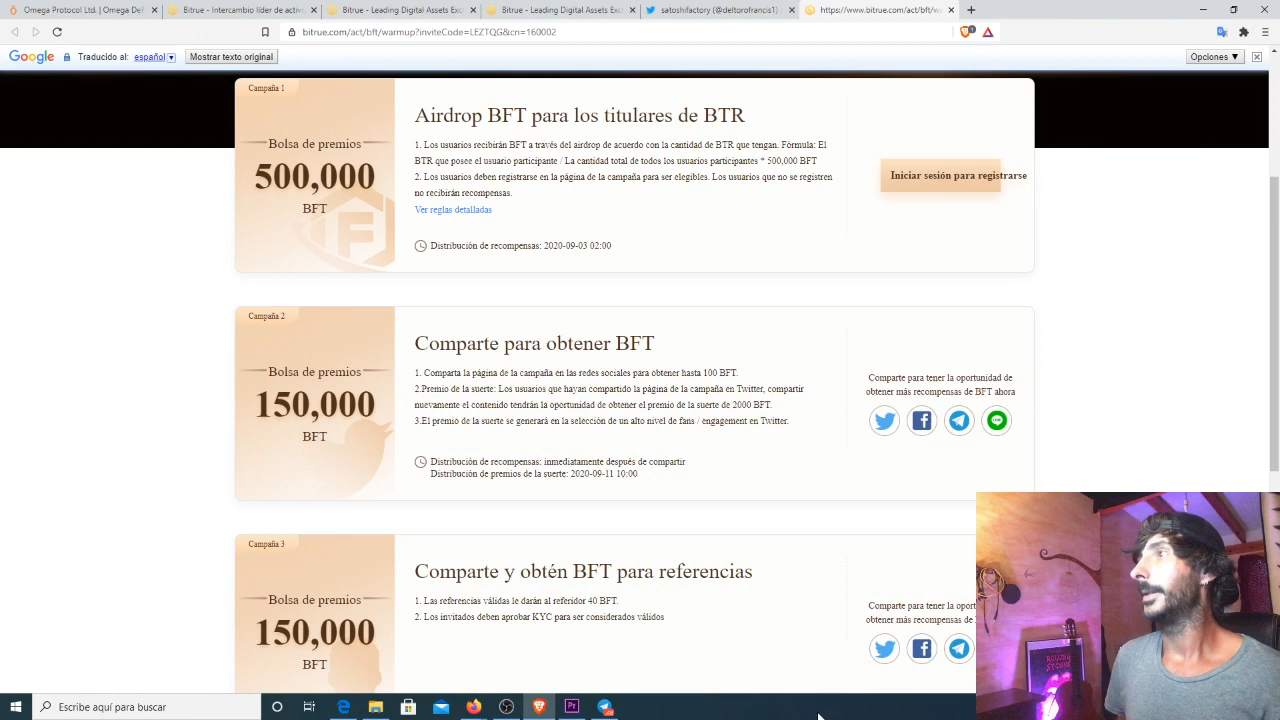 Omega Protocol Ltd. | Omega De
Bitrue - Intercambio líder de activo
Bitrue - Leading Digital Assets Exc
Bitrue - Leading Digital Assets Exc
satoshifactory (@deltorofrancis1)
https://www.bitrue.com/act/bft/wa
bitrue.com/act/bft/warmup?inviteCode=LEZTQG&cn=160002
Google Traducido al: español Mostrar texto original Opciones ▼
Campaña 1
Bolsa de premios
500,000
BFT
Airdrop BFT para los titulares de BTR
1. Los usuarios recibirán BFT a través del airdrop de acuerdo con la cantidad de BTR que tengan. Fórmula: El
BTR que posee el usuario participante / La cantidad total de todos los usuarios participantes * 500,000 BFT
2. Los usuarios deben registrarse en la página de la campaña para ser elegibles. Los usuarios que no se registren
no recibirán recompensas.
Ver reglas detalladas
Distribución de recompensas: 2020-09-03 02:00
Iniciar sesión para registrarse
Campaña 2
Bolsa de premios
150,000
BFT
Comparte para obtener BFT
1. Comparta la página de la campaña en las redes sociales para obtener hasta 100 BFT.
2.Premio de la suerte: Los usuarios que hayan compartido la página de la campaña en Twitter, compartir
nuevamente el contenido tendrán la oportunidad de obtener el premio de la suerte de 2000 BFT.
3.El premio de la suerte se generará en la selección de un alto nivel de fans / engagement en Twitter.
Distribución de recompensas: inmediatamente después de compartir
Distribución de premios de la suerte: 2020-09-11 10:00
Comparte para tener la oportunidad de
obtener más recompensas de BFT ahora
LINE
Campaña 3
Bolsa de premios
150,000
BFT
Comparte y obtén BFT para referencias
1. Las referencias válidas le darán al referidor 40 BFT.
2. Los invitados deben aprobar KYC para ser considerados válidos
Comparte para tener la oport
obtener más recompensas de
ROLLING
STONES
Escribe aquí para buscar
Pr